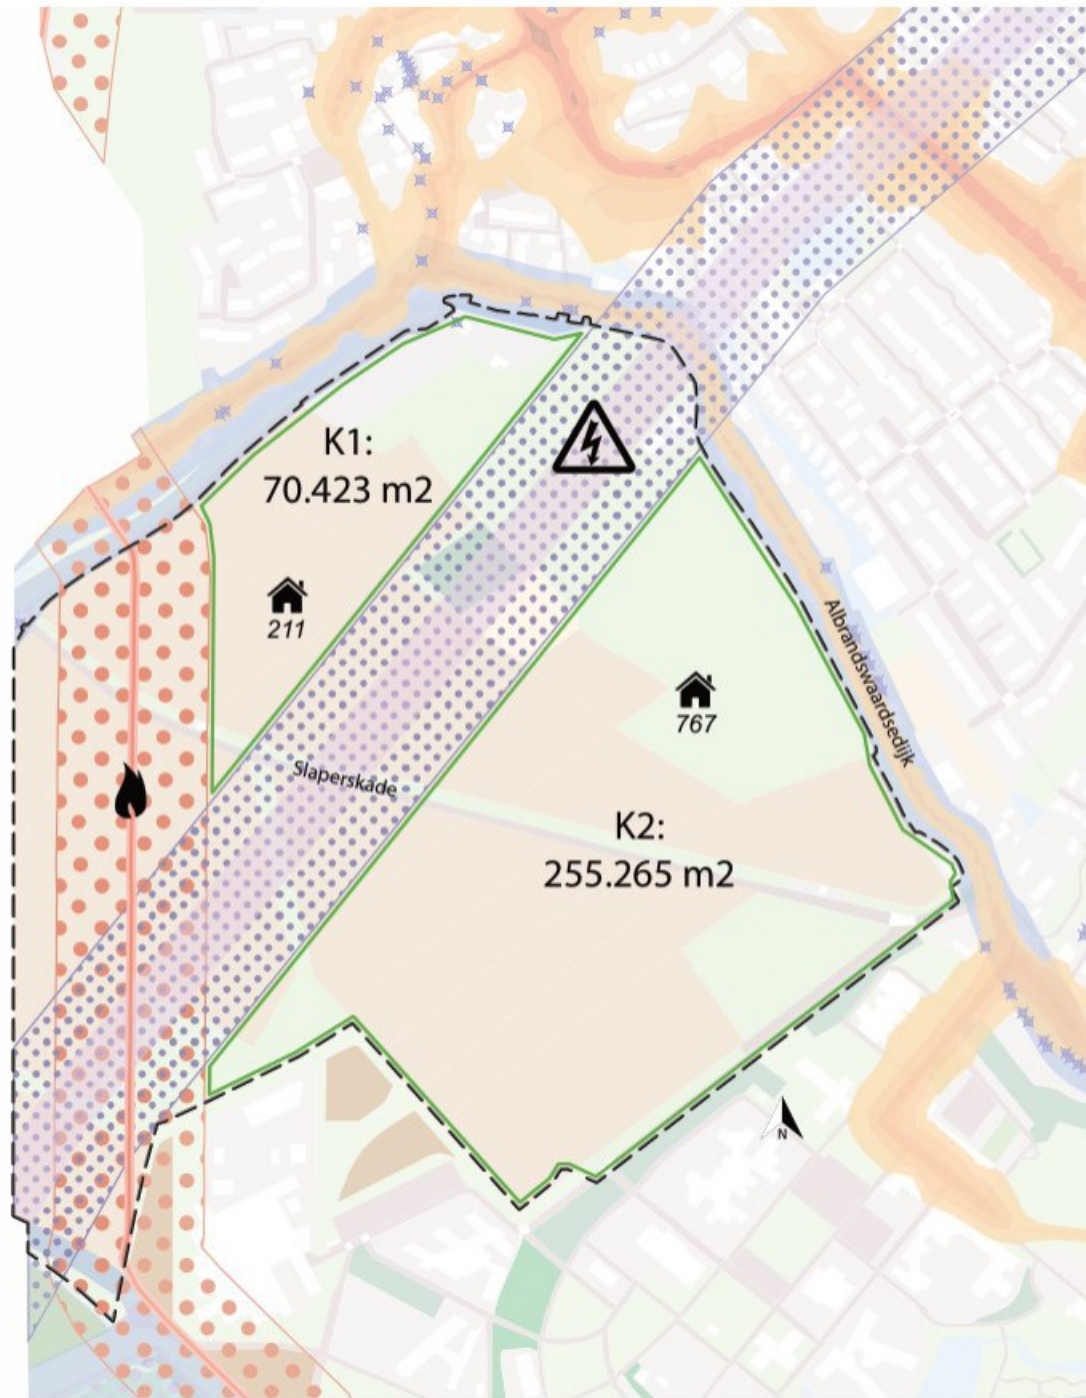 K1:
70.423 m2
211
Albrandswaardsedijk
767
Slaperskade
K2:
255.265 m2
N